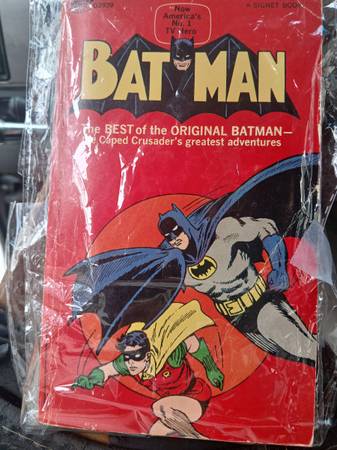 Now
America's
No. 1
TV Hero
A SIGNET BOOK
BATMAN
The BEST of the ORIGINAL BATMAN—
the Caped Crusader's greatest adventures